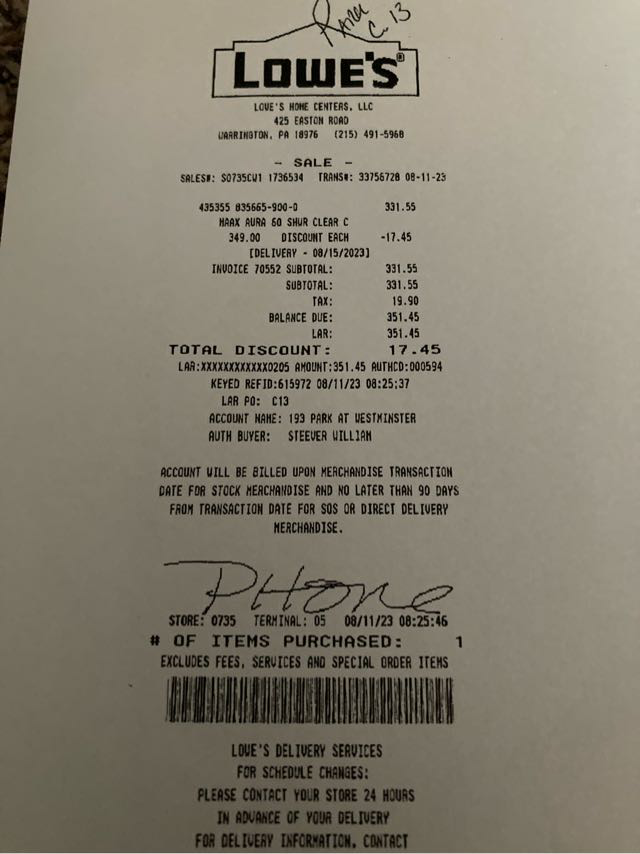 C. 13
LOWE'S®
LOWE'S HOME CENTERS, LLC
425 EASTON ROAD
WARRINGTON, PA 18976 (215) 491-5968
- SALE -
SALES#: S0735CW1 1736534 TRANS#: 33756728 08-11-23
435355 835665-900-0 331.55
MAAX AURA 60 SHWR CLEAR C
349.00 DISCOUNT EACH -17.45
[DELIVERY - 08/15/2023]
INVOICE 70552 SUBTOTAL: 331.55
SUBTOTAL: 331.55
TAX: 19.90
BALANCE DUE: 351.45
LAR: 351.45
TOTAL DISCOUNT: 17.45
LAR:XXXXXXXXXXXX0205 AMOUNT:351.45 AUTHCD:000594
KEYED REFID:615972 08/11/23 08:25:37
LAR PO: C13
ACCOUNT NAME: 193 PARK AT WESTMINSTER
AUTH BUYER: STEEVER WILLIAM
ACCOUNT WILL BE BILLED UPON MERCHANDISE TRANSACTION
DATE FOR STOCK MERCHANDISE AND NO LATER THAN 90 DAYS
FROM TRANSACTION DATE FOR SOS OR DIRECT DELIVERY
MERCHANDISE.
PHone
STORE: 0735 TERMINAL: 05 08/11/23 08:25:46
# OF ITEMS PURCHASED: 1
EXCLUDES FEES, SERVICES AND SPECIAL ORDER ITEMS
LOWE'S DELIVERY SERVICES
FOR SCHEDULE CHANGES:
PLEASE CONTACT YOUR STORE 24 HOURS
IN ADVANCE OF YOUR DELIVERY
FOR DELIVERY INFORMATION, CONTACT